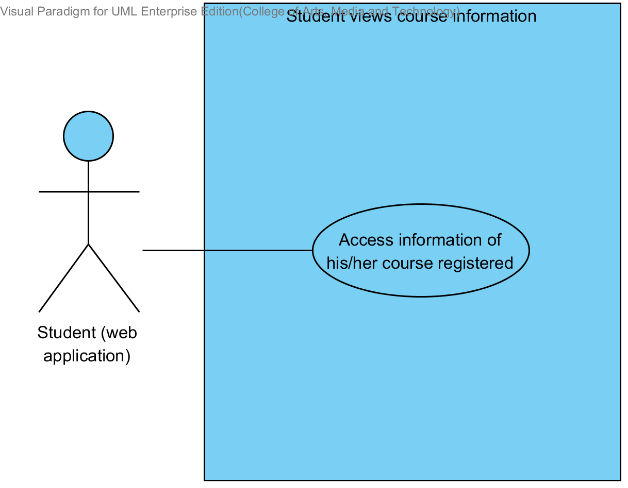 Visual Paradigm for UML Enterprise Edition(College of Arts, Media and Technology)
Student views course information
Access information of
his/her course registered
Student (web
application)